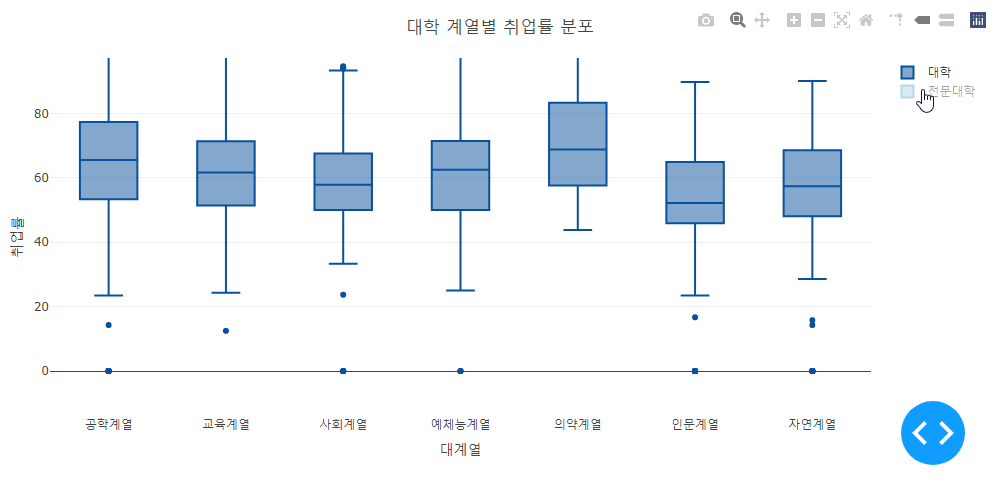 대학 계열별 취업률 분포
대학
전문대학
취업률
80
60
40
20
0
공학계열 교육계열 사회계열 예체능계열 의약계열 인문계열 자연계열
대계열